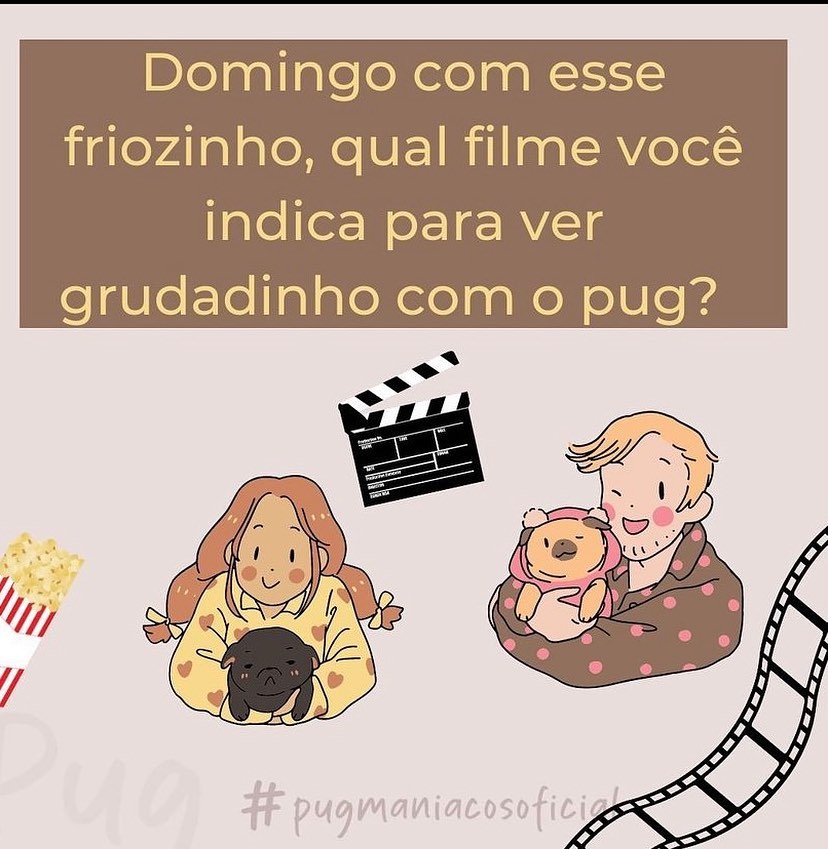 Domingo com esse
friozinho, qual filme você
indica para ver
grudadinho com o pug?
Pug
#pugmaniacosoficial